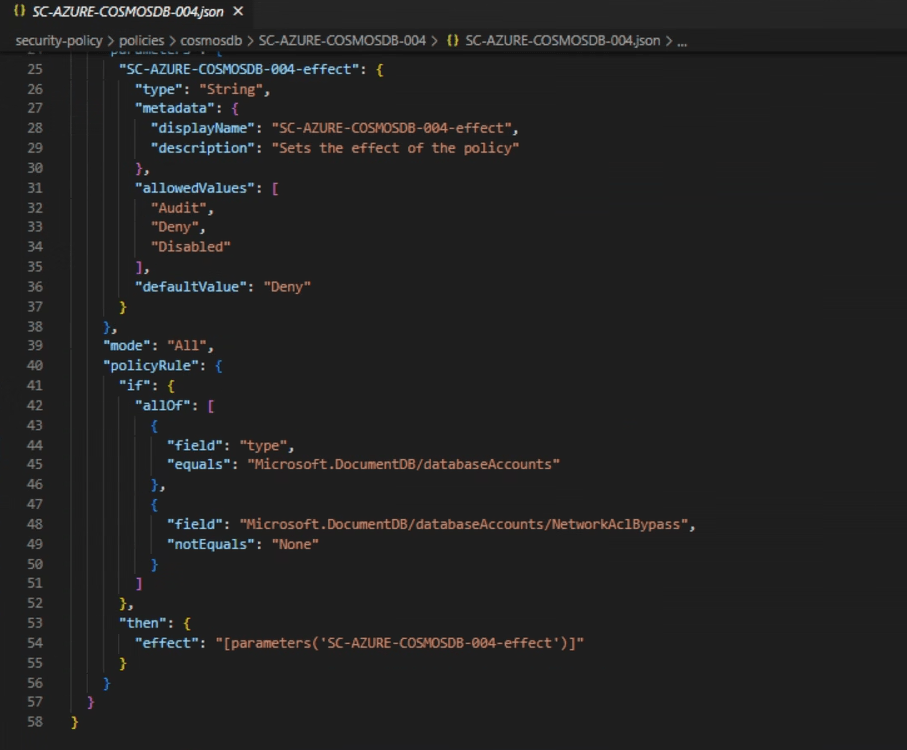 {} SC-AZURE-COSMOSDB-004.json ×
security-policy > policies > cosmosdb > SC-AZURE-COSMOSDB-004 > {} SC-AZURE-COSMOSDB-004.json > ...
25 "SC-AZURE-COSMOSDB-004-effect": {
26 "type": "String",
27 "metadata": {
28 "displayName": "SC-AZURE-COSMOSDB-004-effect",
29 "description": "Sets the effect of the policy"
30 },
31 "allowedValues": [
32 "Audit",
33 "Deny",
34 "Disabled"
35 ],
36 "defaultValue": "Deny"
37 }
38 },
39 "mode": "All",
40 "policyRule": {
41 "if": {
42 "allOf": [
43 {
44 "field": "type",
45 "equals": "Microsoft.DocumentDB/databaseAccounts"
46 },
47 {
48 "field": "Microsoft.DocumentDB/databaseAccounts/NetworkAclBypass",
49 "notEquals": "None"
50 }
51 ]
52 },
53 "then": {
54 "effect": "[parameters('SC-AZURE-COSMOSDB-004-effect')]"
55 }
56 }
57 }
58 }